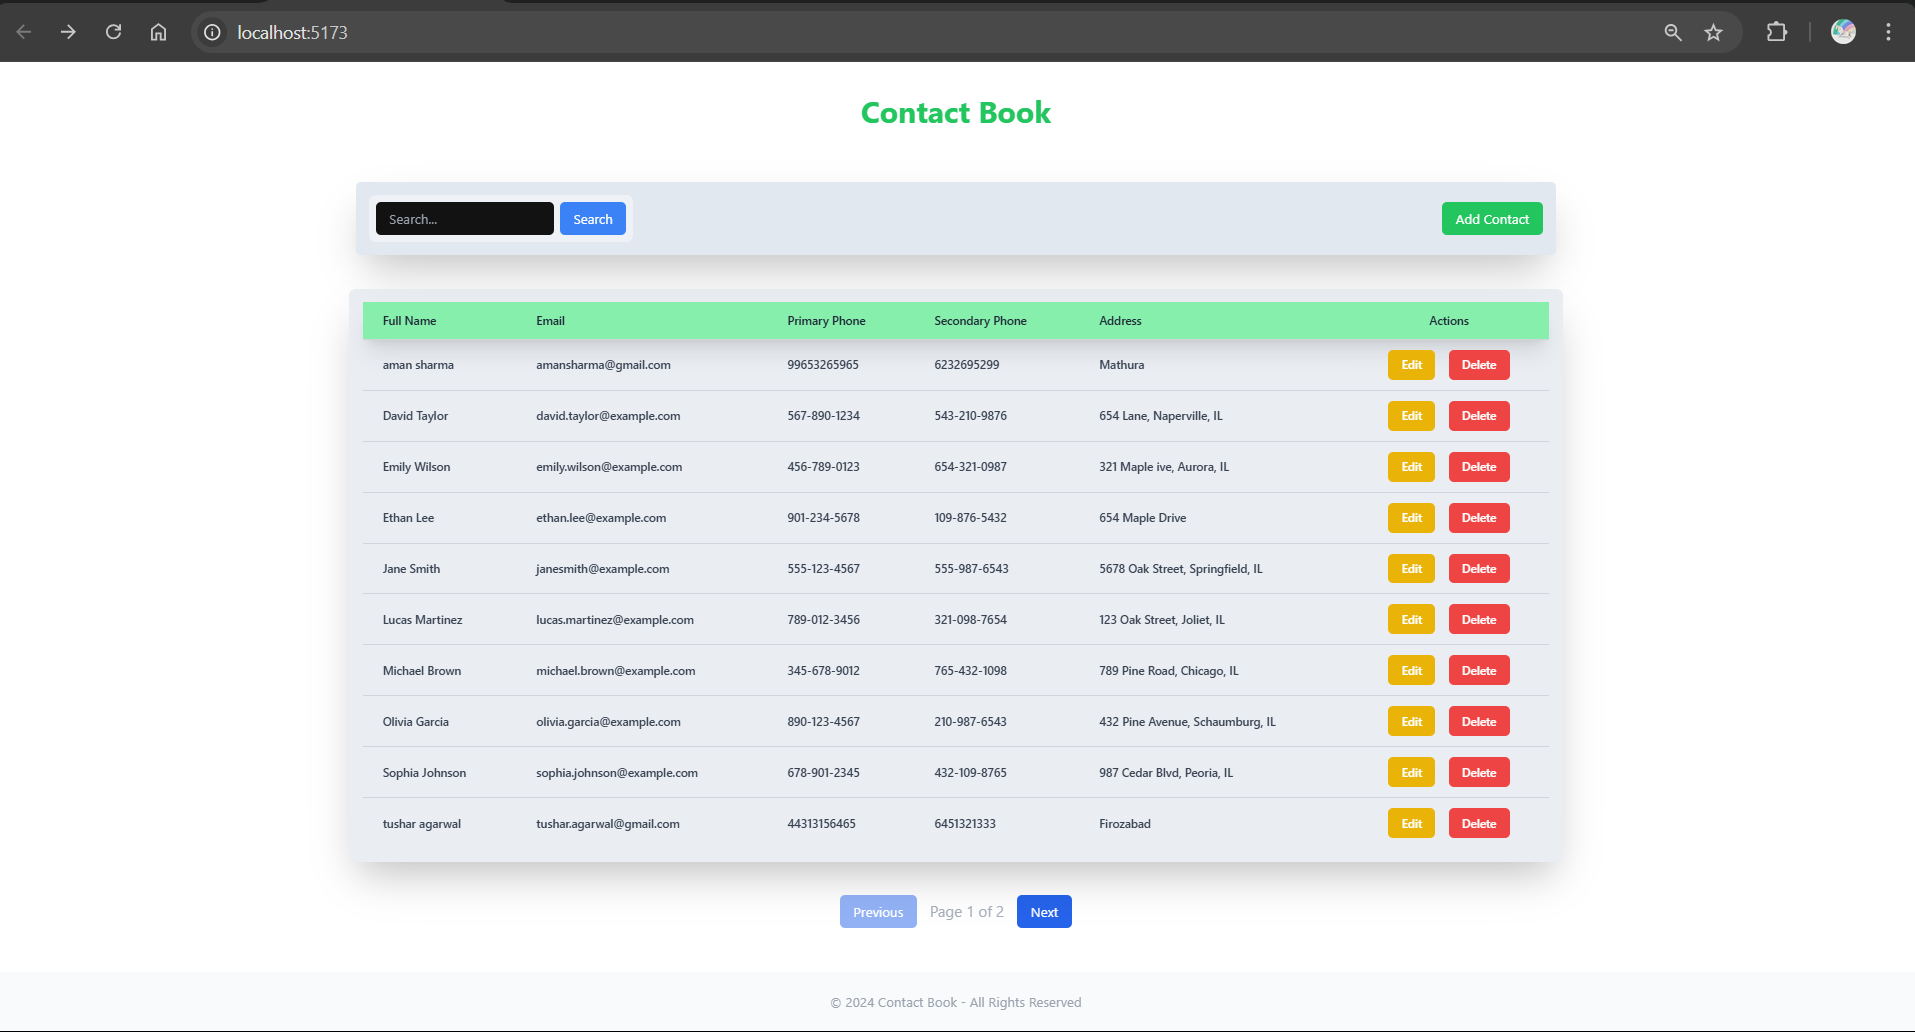 localhost:5173
Contact Book
Search... Search Add Contact
Full Name Email Primary Phone Secondary Phone Address Actions
aman sharma amansharma@gmail.com 99653265965 6232695299 Mathura Edit Delete
David Taylor david.taylor@example.com 567-890-1234 543-210-9876 654 Lane, Naperville, IL Edit Delete
Emily Wilson emily.wilson@example.com 456-789-0123 654-321-0987 321 Maple ive, Aurora, IL Edit Delete
Ethan Lee ethan.lee@example.com 901-234-5678 109-876-5432 654 Maple Drive Edit Delete
Jane Smith janesmith@example.com 555-123-4567 555-987-6543 5678 Oak Street, Springfield, IL Edit Delete
Lucas Martinez lucas.martinez@example.com 789-012-3456 321-098-7654 123 Oak Street, Joliet, IL Edit Delete
Michael Brown michael.brown@example.com 345-678-9012 765-432-1098 789 Pine Road, Chicago, IL Edit Delete
Olivia Garcia olivia.garcia@example.com 890-123-4567 210-987-6543 432 Pine Avenue, Schaumburg, IL Edit Delete
Sophia Johnson sophia.johnson@example.com 678-901-2345 432-109-8765 987 Cedar Blvd, Peoria, IL Edit Delete
tushar agarwal tushar.agarwal@gmail.com 44313156465 6451321333 Firozabad Edit Delete
Previous Page 1 of 2 Next
© 2024 Contact Book - All Rights Reserved